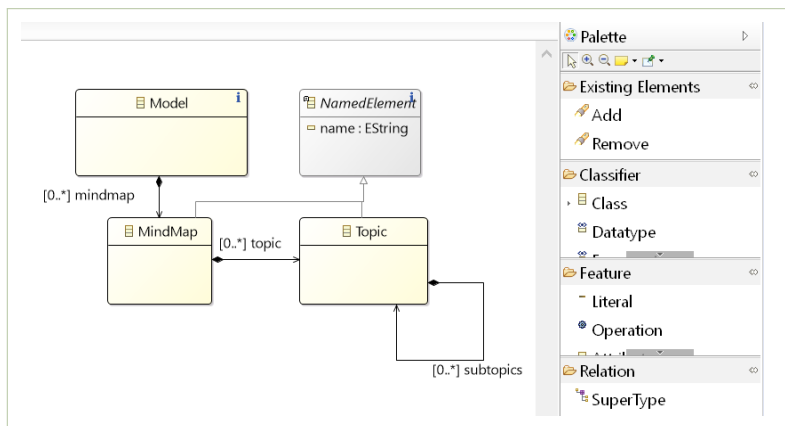 Model
NamedElement
name : EString
[0..*] mindmap
MindMap
[0..*] topic
Topic
[0..*] subtopics
Palette
Existing Elements
Add
Remove
Classifier
Class
Datatype
Feature
Literal
Operation
Relation
SuperType